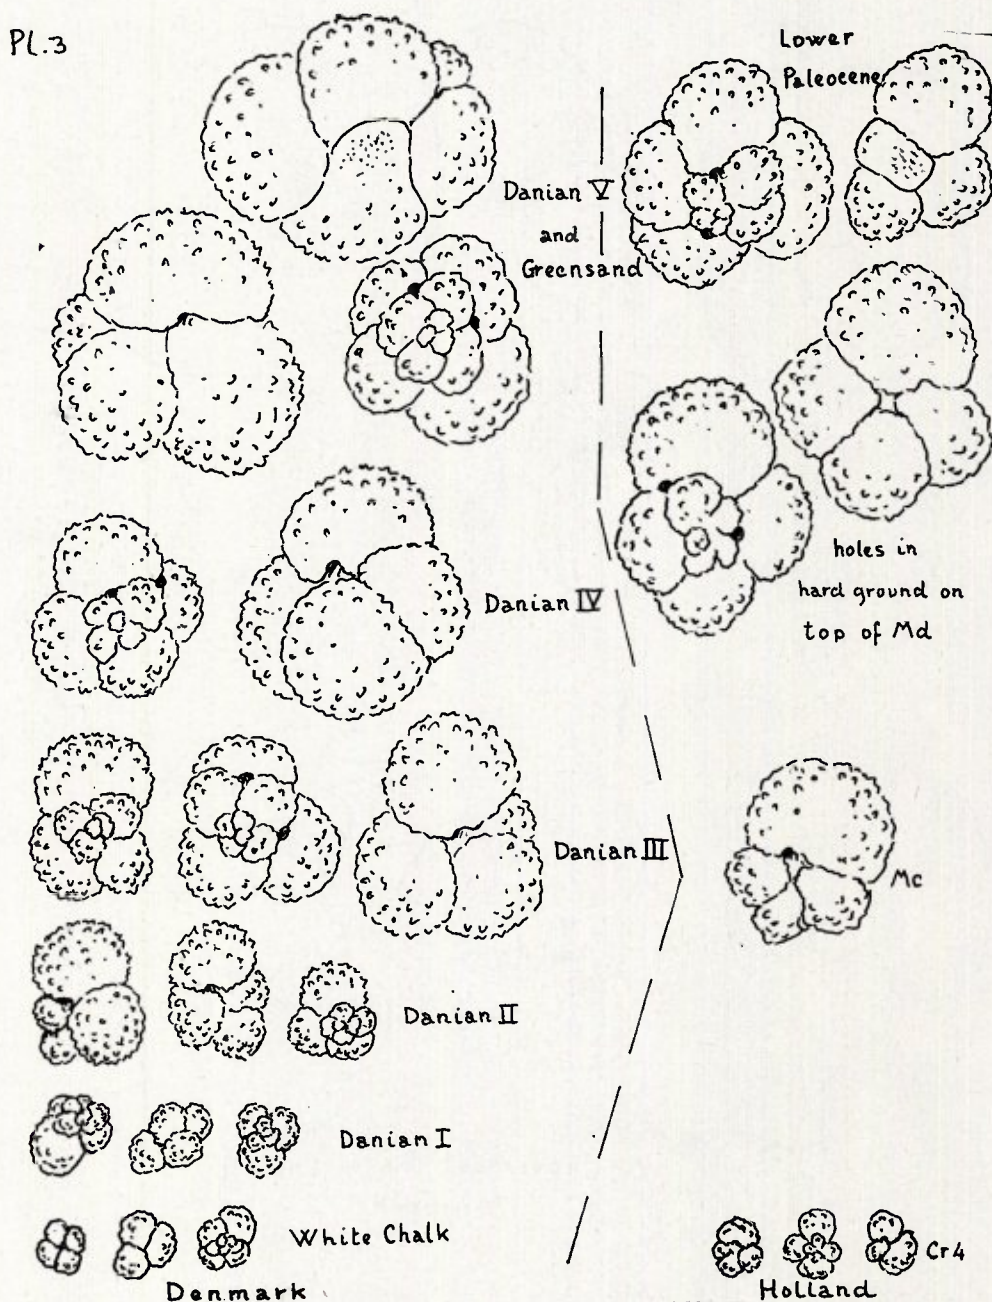 Pl.3
Lower
Paleocene
Danian V
and
Greensand
holes in
hard ground on
top of Md
Danian IV
Danian III
Mc
Danian II
Danian I
White Chalk
Cr4
Denmark
Holland